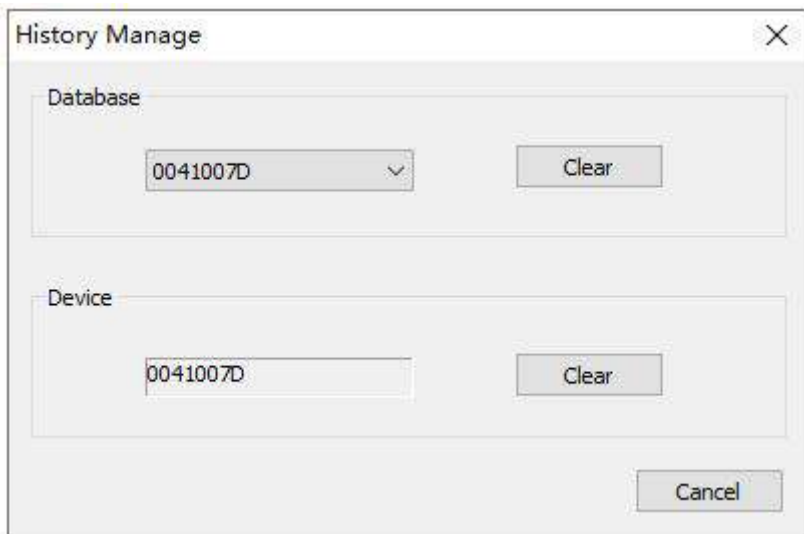 History Manage
Database
0041007D
Clear
Device
0041007D
Clear
Cancel